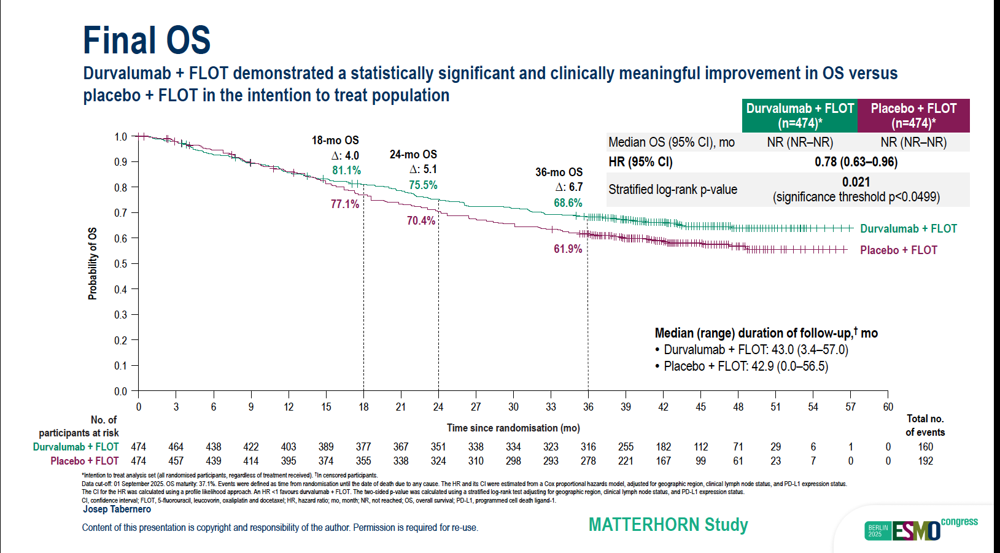 Final OS
Durvalumab + FLOT demonstrated a statistically significant and clinically meaningful improvement in OS versus
placebo + FLOT in the intention to treat population
Durvalumab + FLOT (n=474)* Placebo + FLOT (n=474)*
Median OS (95% CI), mo NR (NR–NR) NR (NR–NR)
HR (95% CI) 0.78 (0.63–0.96)
Stratified log-rank p-value 0.021
(significance threshold p<0.0499)
18-mo OS
Δ: 4.0
81.1%
77.1%
24-mo OS
Δ: 5.1
75.5%
70.4%
36-mo OS
Δ: 6.7
68.6%
61.9%
Durvalumab + FLOT
Placebo + FLOT
Probability of OS
1.0
0.9
0.8
0.7
0.6
0.5
0.4
0.3
0.2
0.1
0.0
Median (range) duration of follow-up,† mo
• Durvalumab + FLOT: 43.0 (3.4–57.0)
• Placebo + FLOT: 42.9 (0.0–56.5)
0 3 6 9 12 15 18 21 24 27 30 33 36 39 42 45 48 51 54 57 60
Time since randomisation (mo)
No. of
participants at risk
Total no.
of events
Durvalumab + FLOT 474 464 438 422 403 389 377 367 351 338 334 323 316 255 182 112 71 29 6 1 0 160
Placebo + FLOT 474 457 439 414 395 374 355 338 324 310 298 293 278 221 167 99 61 23 7 0 0 192
*Intention to treat analysis set (all randomised participants, regardless of treatment received). †In censored participants.
Data cut-off: 01 September 2025. OS maturity: 37.1%. Events were defined as time from randomisation until the date of death due to any cause. The HR and its CI were estimated from a Cox proportional hazards model, adjusted for geographic region, clinical lymph node status, and PD-L1 expression status.
The CI for the HR was calculated using a profile likelihood approach. An HR <1 favours durvalumab + FLOT. The two-sided p-value was calculated using a stratified log-rank test adjusting for geographic region, clinical lymph node status, and PD-L1 expression status.
CI, confidence interval; FLOT, 5-fluorouracil, leucovorin, oxaliplatin and docetaxel; HR, hazard ratio; mo, month; NR, not reached; OS, overall survival; PD-L1, programmed cell death ligand-1.
Josep Tabernero
Content of this presentation is copyright and responsibility of the author. Permission is required for re-use.
MATTERHORN Study
BERLIN
2025
ESMO congress